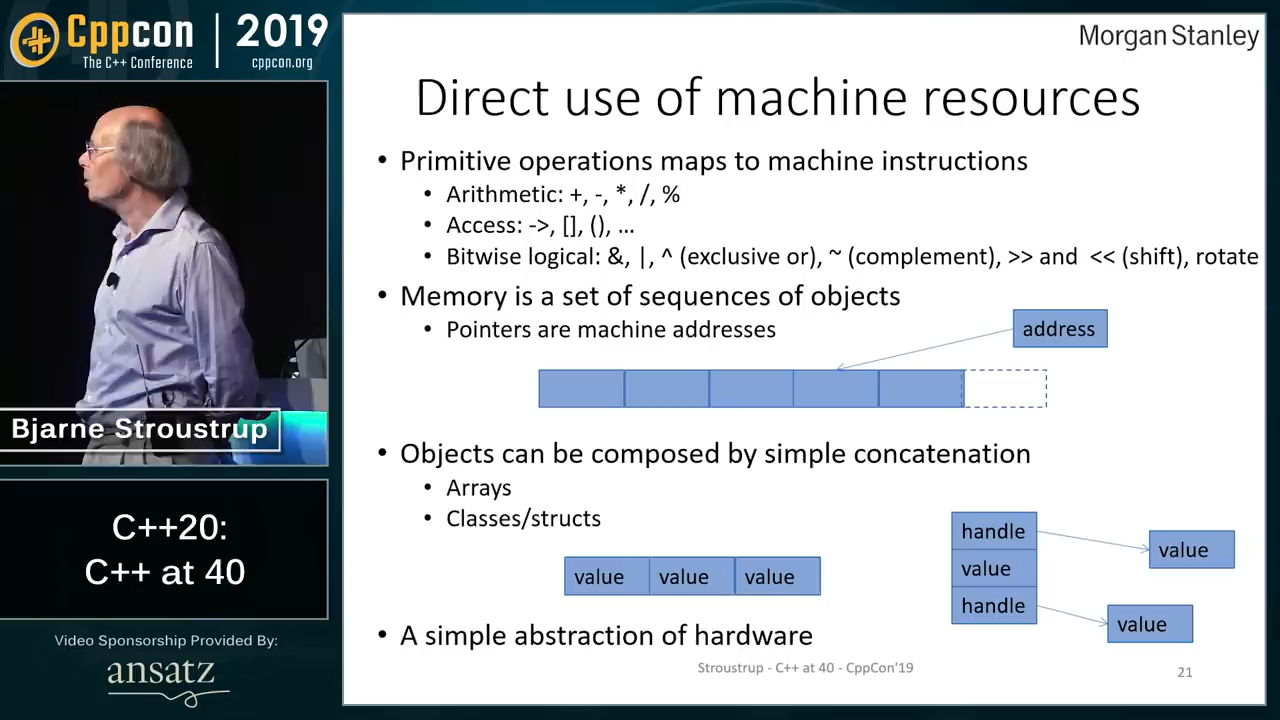 Cppcon
The C++ Conference
2019
cppcon.org
Morgan Stanley
Direct use of machine resources
• Primitive operations maps to machine instructions
• Arithmetic: +, -, *, /, %
• Access: ->, [], (), …
• Bitwise logical: &, |, ^ (exclusive or), ~ (complement), >> and << (shift), rotate
• Memory is a set of sequences of objects
• Pointers are machine addresses
address
• Objects can be composed by simple concatenation
• Arrays
• Classes/structs
value value value
handle
value
handle
value
value
• A simple abstraction of hardware
Stroustrup - C++ at 40 - CppCon'19
21
Bjarne Stroustrup
C++20:
C++ at 40
Video Sponsorship Provided By:
ansatz